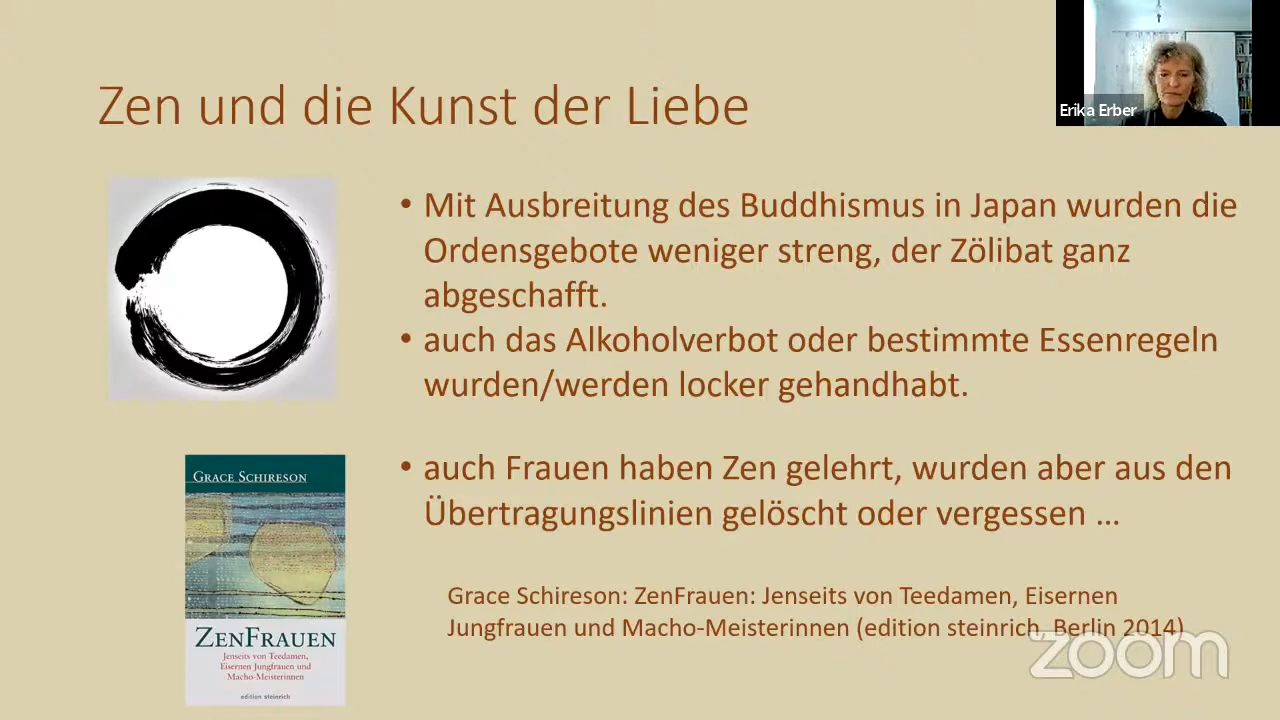 Zen und die Kunst der Liebe
Erika Erber
• Mit Ausbreitung des Buddhismus in Japan wurden die
Ordensgebote weniger streng, der Zölibat ganz
abgeschafft.
• auch das Alkoholverbot oder bestimmte Essenregeln
wurden/werden locker gehandhabt.
• auch Frauen haben Zen gelehrt, wurden aber aus den
Übertragungslinien gelöscht oder vergessen …
Grace Schireson: ZenFrauen: Jenseits von Teedamen, Eisernen
Jungfrauen und Macho-Meisterinnen (edition steinrich, Berlin 2014)
Grace Schireson
ZenFrauen
Jenseits von Teedamen,
Eisernen Jungfrauen und
Macho-Meisterinnen
edition steinrich
zoom